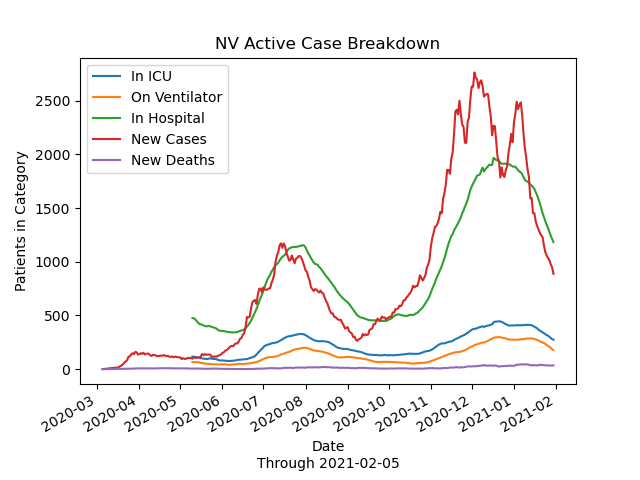 NV Active Case Breakdown
In ICU
On Ventilator
In Hospital
New Cases
New Deaths
Patients in Category
2500
2000
1500
1000
500
0
2020-03
2020-04
2020-05
2020-06
2020-07
2020-08
2020-09
2020-10
2020-11
2020-12
2021-01
2021-02
Date
Through 2021-02-05